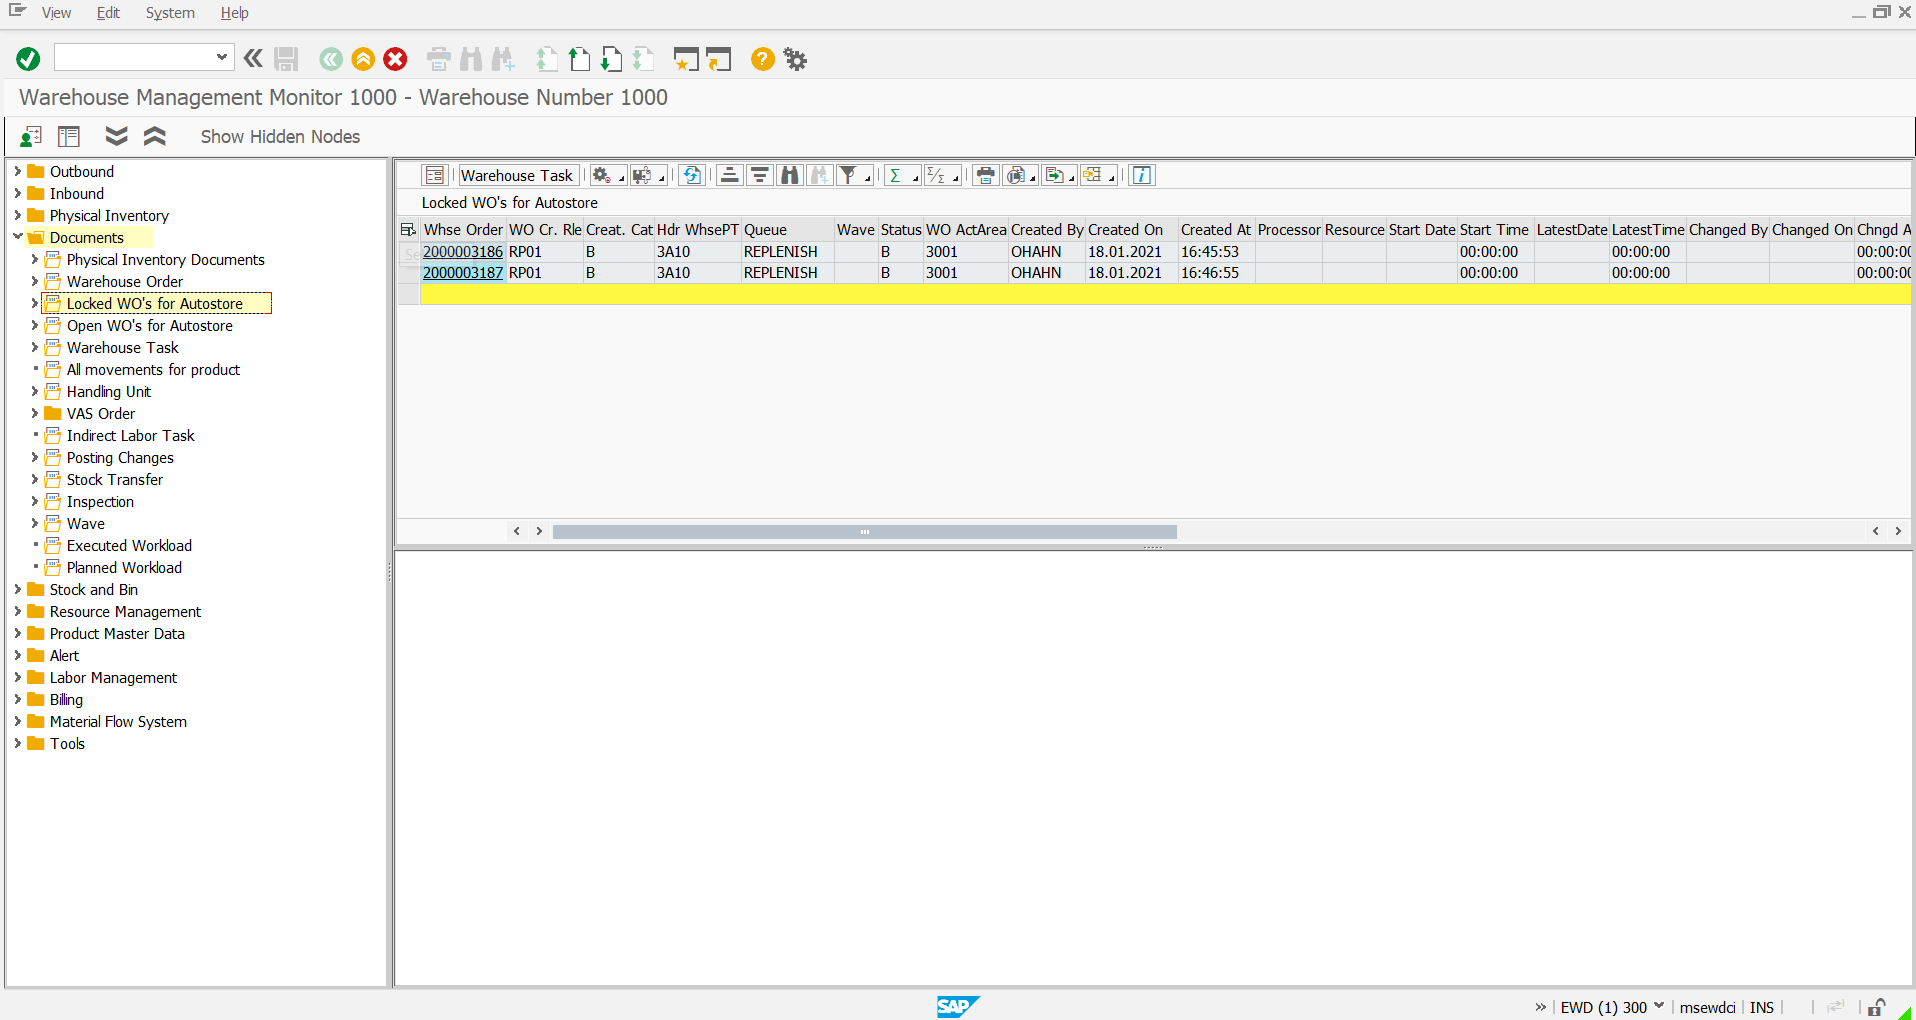 View Edit System Help
Warehouse Management Monitor 1000 - Warehouse Number 1000
Show Hidden Nodes
Outbound
Inbound
Physical Inventory
Documents
Physical Inventory Documents
Warehouse Order
Locked WO's for Autostore
Open WO's for Autostore
Warehouse Task
All movements for product
Handling Unit
VAS Order
Indirect Labor Task
Posting Changes
Stock Transfer
Inspection
Wave
Executed Workload
Planned Workload
Stock and Bin
Resource Management
Product Master Data
Alert
Labor Management
Billing
Material Flow System
Tools
Warehouse Task
Locked WO's for Autostore
Whse Order WO Cr. Rle Creat. Cat Hdr WhsePT Queue Wave Status WO ActArea Created By Created On Created At Processor Resource Start Date Start Time LatestDate LatestTime Changed By Changed On Chngd A
2000003186 RP01 B 3A10 REPLENISH B 3001 OHAHN 18.01.2021 16:45:53 00:00:00 00:00:00 00:00:00
2000003187 RP01 B 3A10 REPLENISH B 3001 OHAHN 18.01.2021 16:46:55 00:00:00 00:00:00 00:00:00
SAP
EWD (1) 300 msewdci INS